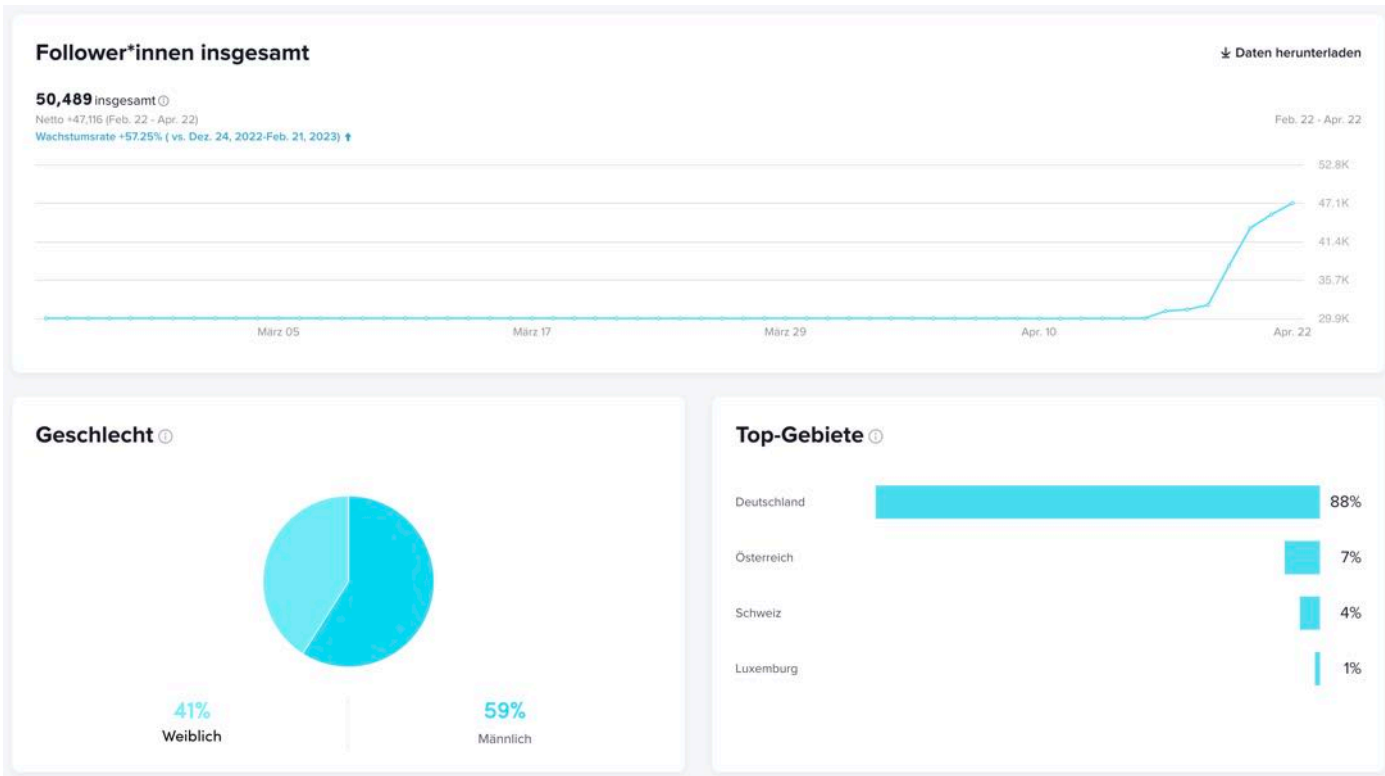 Follower*innen insgesamt
Daten herunterladen
50,489 insgesamt
Netto +47,116 (Feb. 22 - Apr. 22)
Feb. 22 - Apr. 22
Wachstumsrate +57.25% ( vs. Dez. 24, 2022-Feb. 21, 2023)
52.8K
47.1K
41.4K
35.7K
29.9K
März 05
März 17
März 29
Apr. 10
Apr. 22
Geschlecht
41%
Weiblich
59%
Männlich
Top-Gebiete
Deutschland 88%
Österreich 7%
Schweiz 4%
Luxemburg 1%